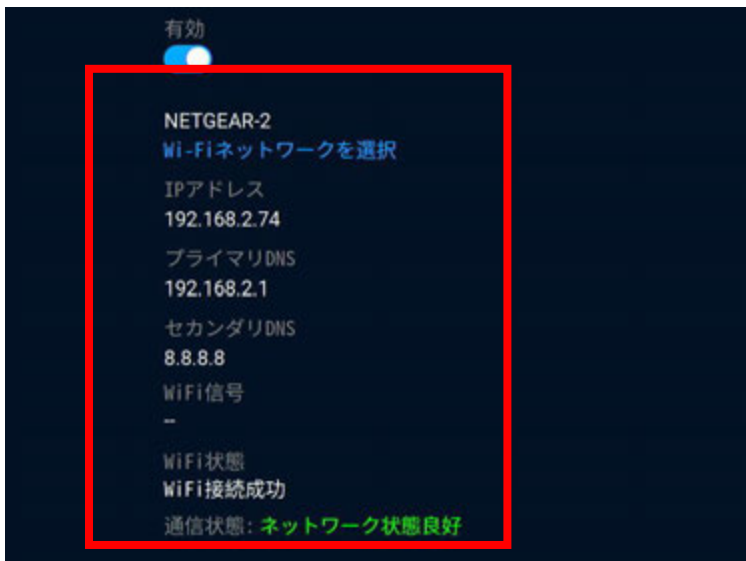 有効
NETGEAR-2
Wi-Fiネットワークを選択
IPアドレス
192.168.2.74
プライマリDNS
192.168.2.1
セカンダリDNS
8.8.8.8
WiFi信号
--
WiFi状態
WiFi接続成功
通信状態: ネットワーク状態良好